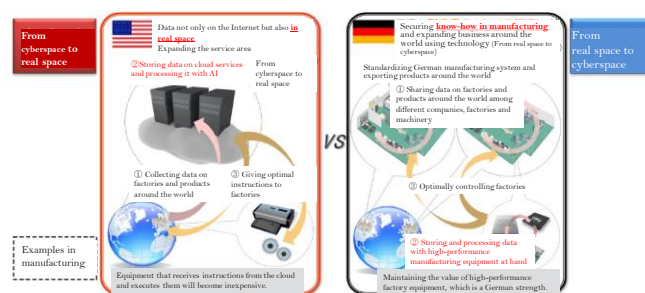 From
cyberspace to
real space
Data not only on the Internet but also in
real space
Expanding the service area
②Storing data on cloud services
and processing it with AI
From
cyberspace to
real space
① Collecting data on
factories and products
around the world
③ Giving optimal
instructions to
factories
Equipment that receives instructions from the cloud
and executes them will become inexpensive.
VS
Securing know-how in manufacturing
and expanding business around the
world using technology (From real space to
cyberspace)
Standardizing German manufacturing system and
exporting products around the world
① Sharing data on factories and
products around the world among
different companies, factories and
machinery
③ Optimally controlling factories
② Storing and processing data
with high-performance
manufacturing equipment at hand
Maintaining the value of high-performance
factory equipment, which is a German strength.
From
real space to
cyberspace
Examples in
manufacturing